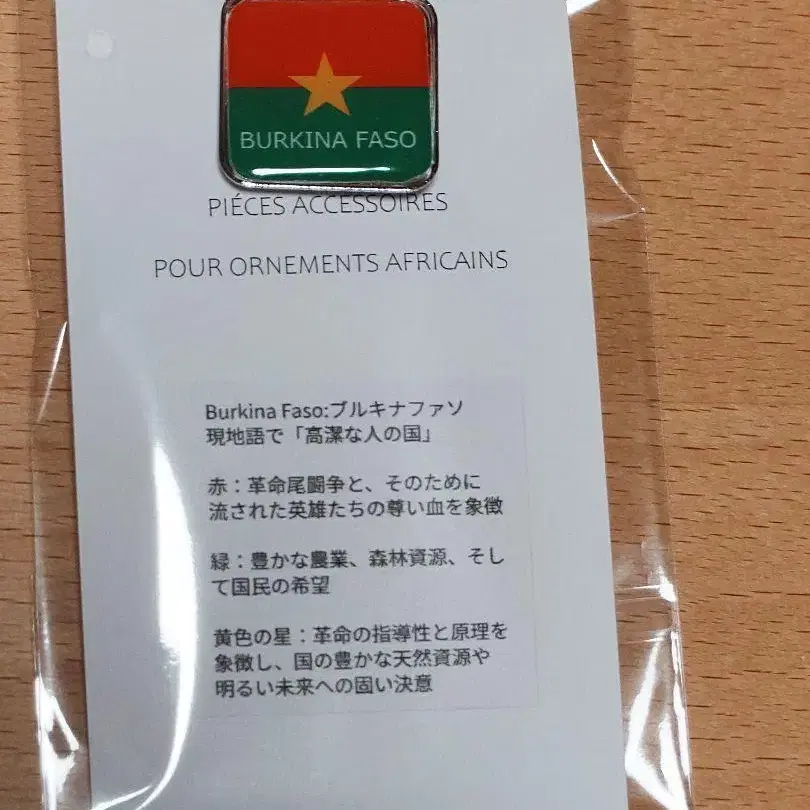 BURKINA FASO
PIÉCES ACCESSOIRES
POUR ORNEMENTS AFRICAINS
Burkina Faso:ブルキナファソ
現地語で「高潔な人の国」
赤：革命尾闘争と、そのために
流された英雄たちの尊い血を象徴
緑：豊かな農業、森林資源、そし
て国民の希望
黄色の星：革命の指導性と原理を
象徴し、国の豊かな天然資源や
明るい未来への固い決意